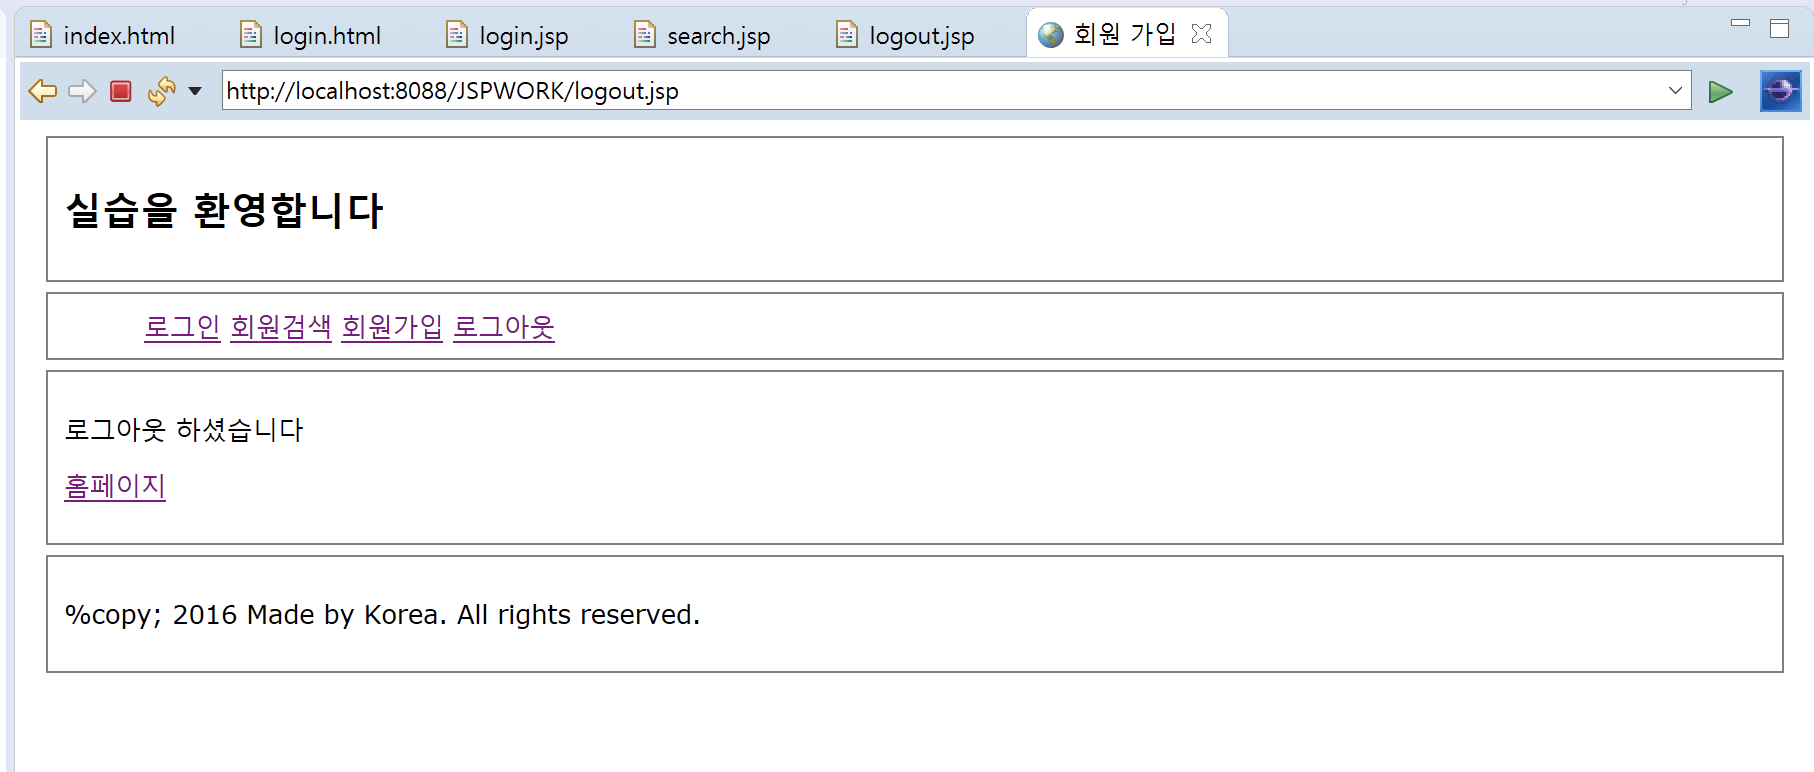 index.html login.html login.jsp search.jsp logout.jsp 회원 가입
http://localhost:8088/JSPWORK/logout.jsp
실습을 환영합니다
로그인 회원검색 회원가입 로그아웃
로그아웃 하셨습니다
홈페이지
%copy; 2016 Made by Korea. All rights reserved.